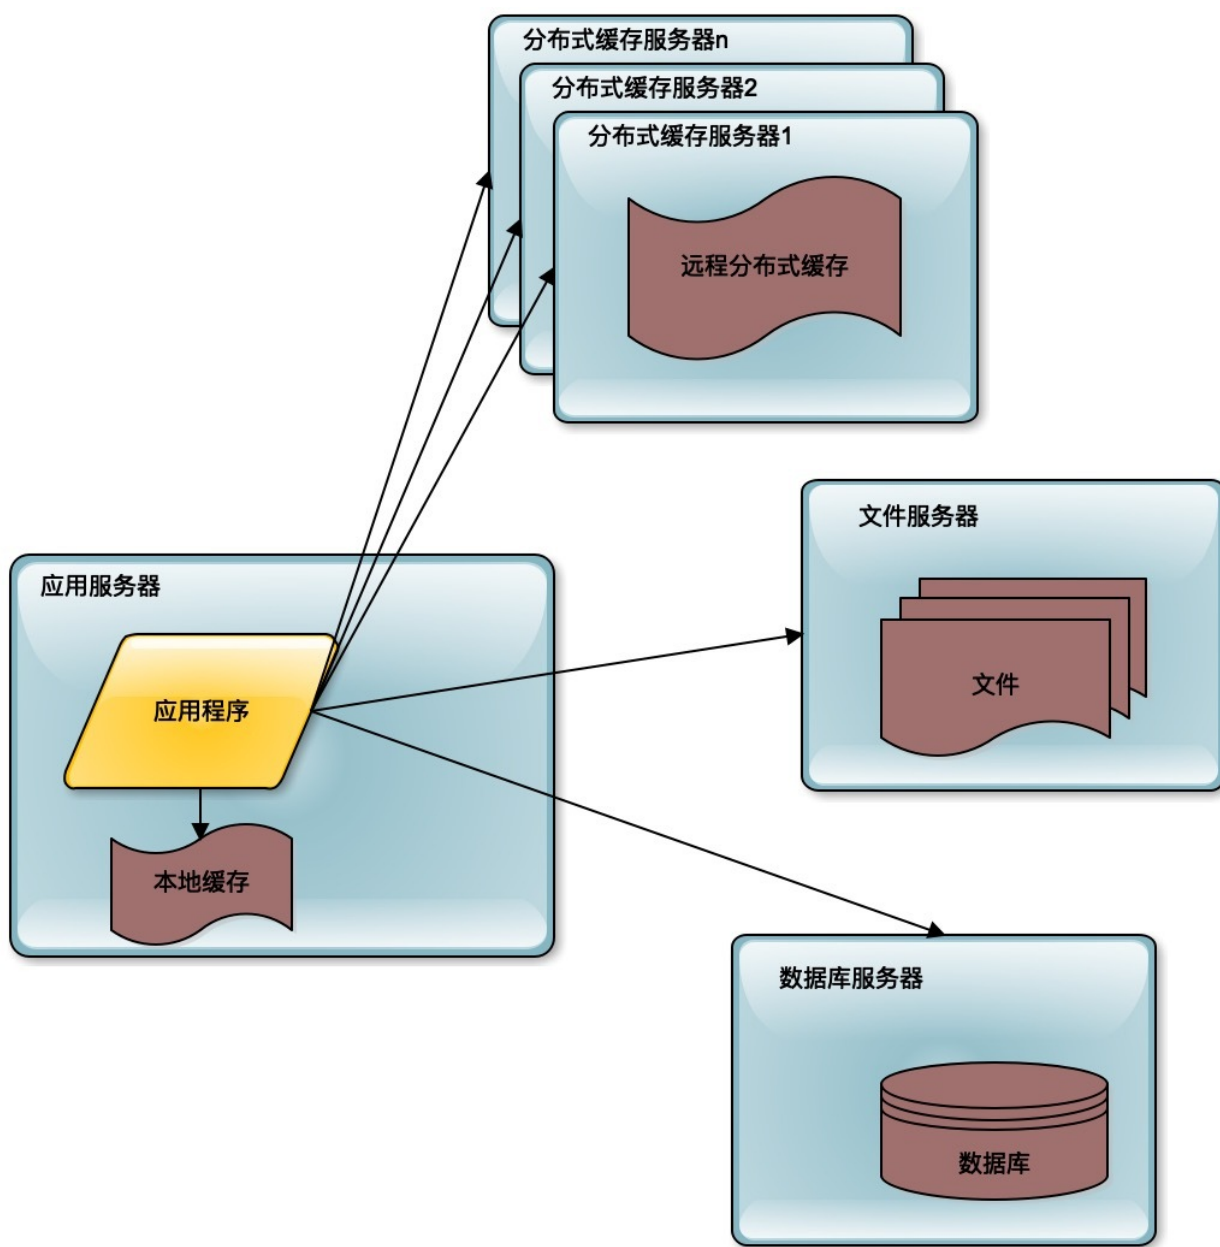 分布式缓存服务器n
分布式缓存服务器2
分布式缓存服务器1
远程分布式缓存
文件服务器
文件
应用服务器
应用程序
本地缓存
数据库服务器
数据库